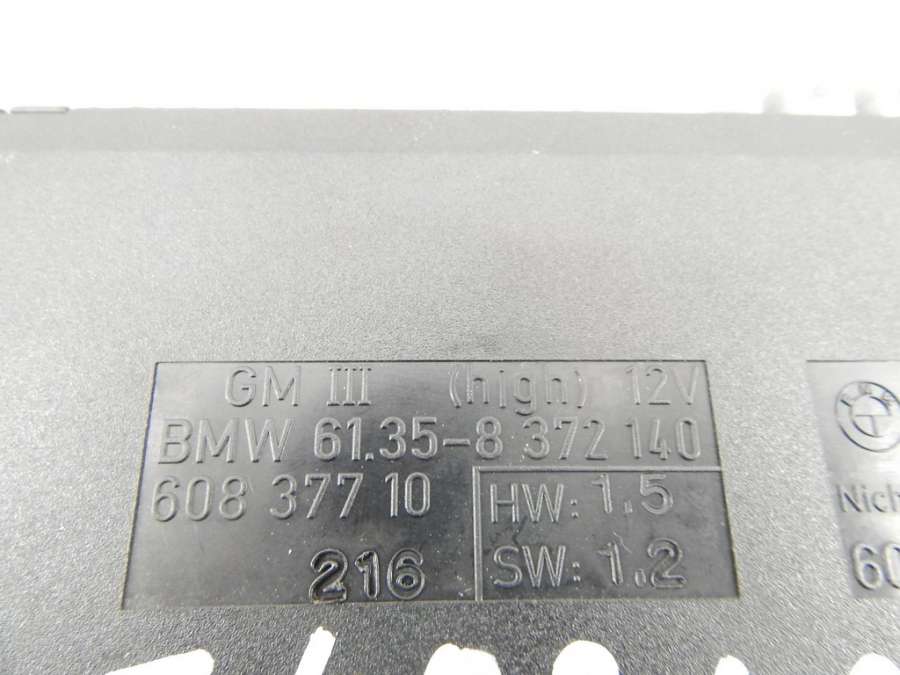 GM III (high) 12V
BMW 61.35-8 372 140
608 377 10
HW: 1.5
216
SW: 1.2
BMW
Nich
60